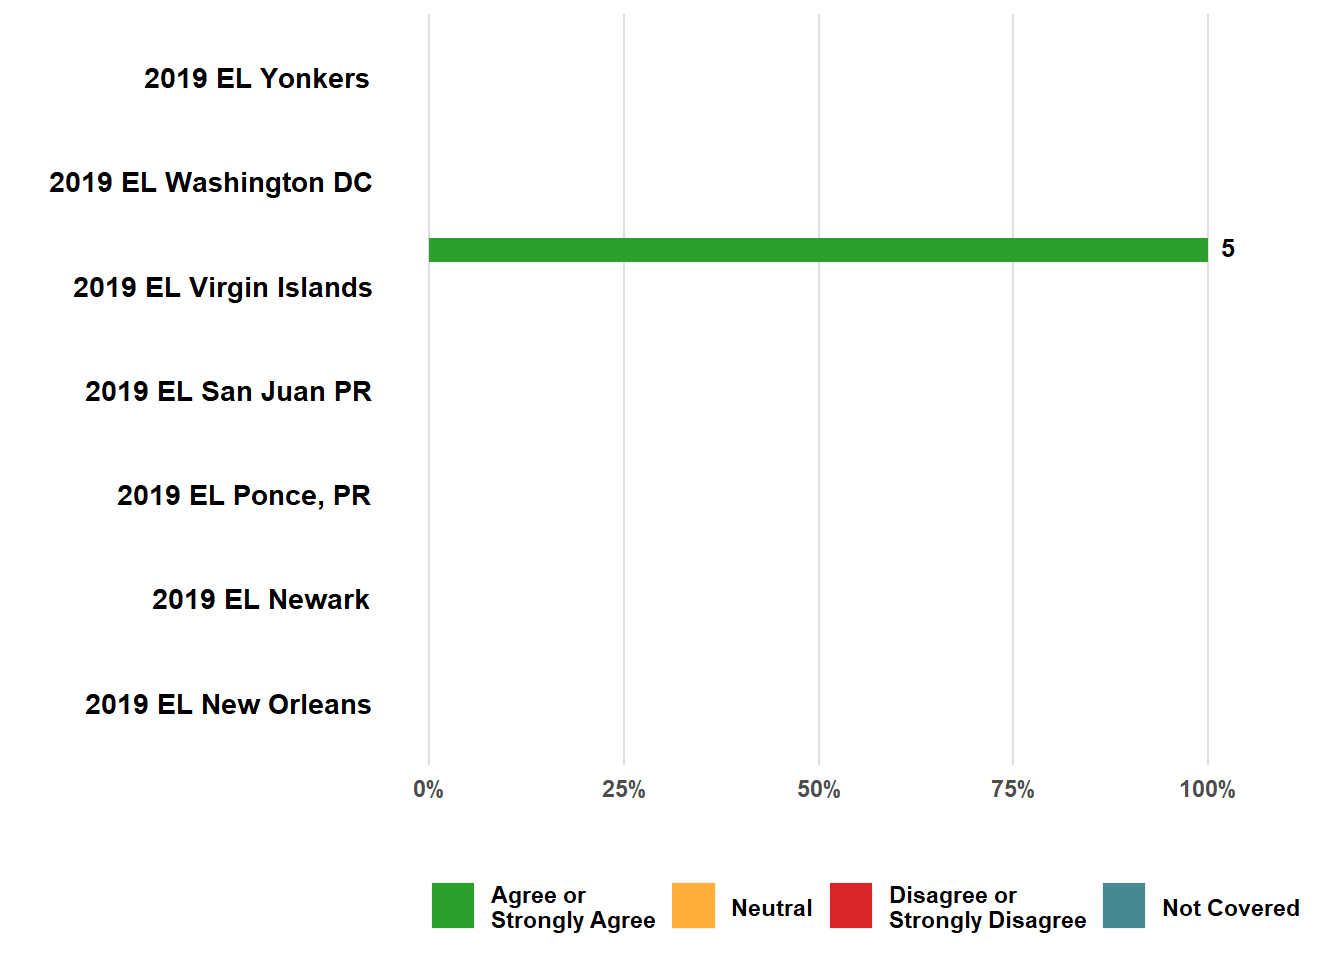 2019 EL Yonkers
2019 EL Washington DC
5
2019 EL Virgin Islands
2019 EL San Juan PR
2019 EL Ponce, PR
2019 EL Newark
2019 EL New Orleans
0% 25% 50% 75% 100%
Agree or
Strongly Agree
Neutral
Disagree or
Strongly Disagree
Not Covered